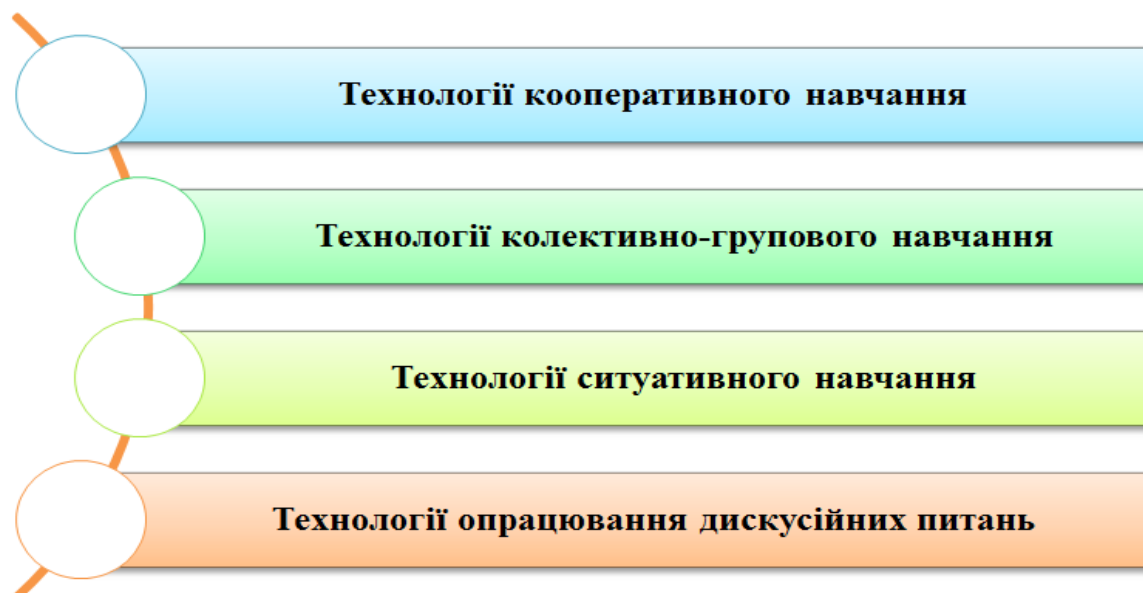 Технології кооперативного навчання
Технології колективно-групового навчання
Технології ситуативного навчання
Технології опрацювання дискусійних питань